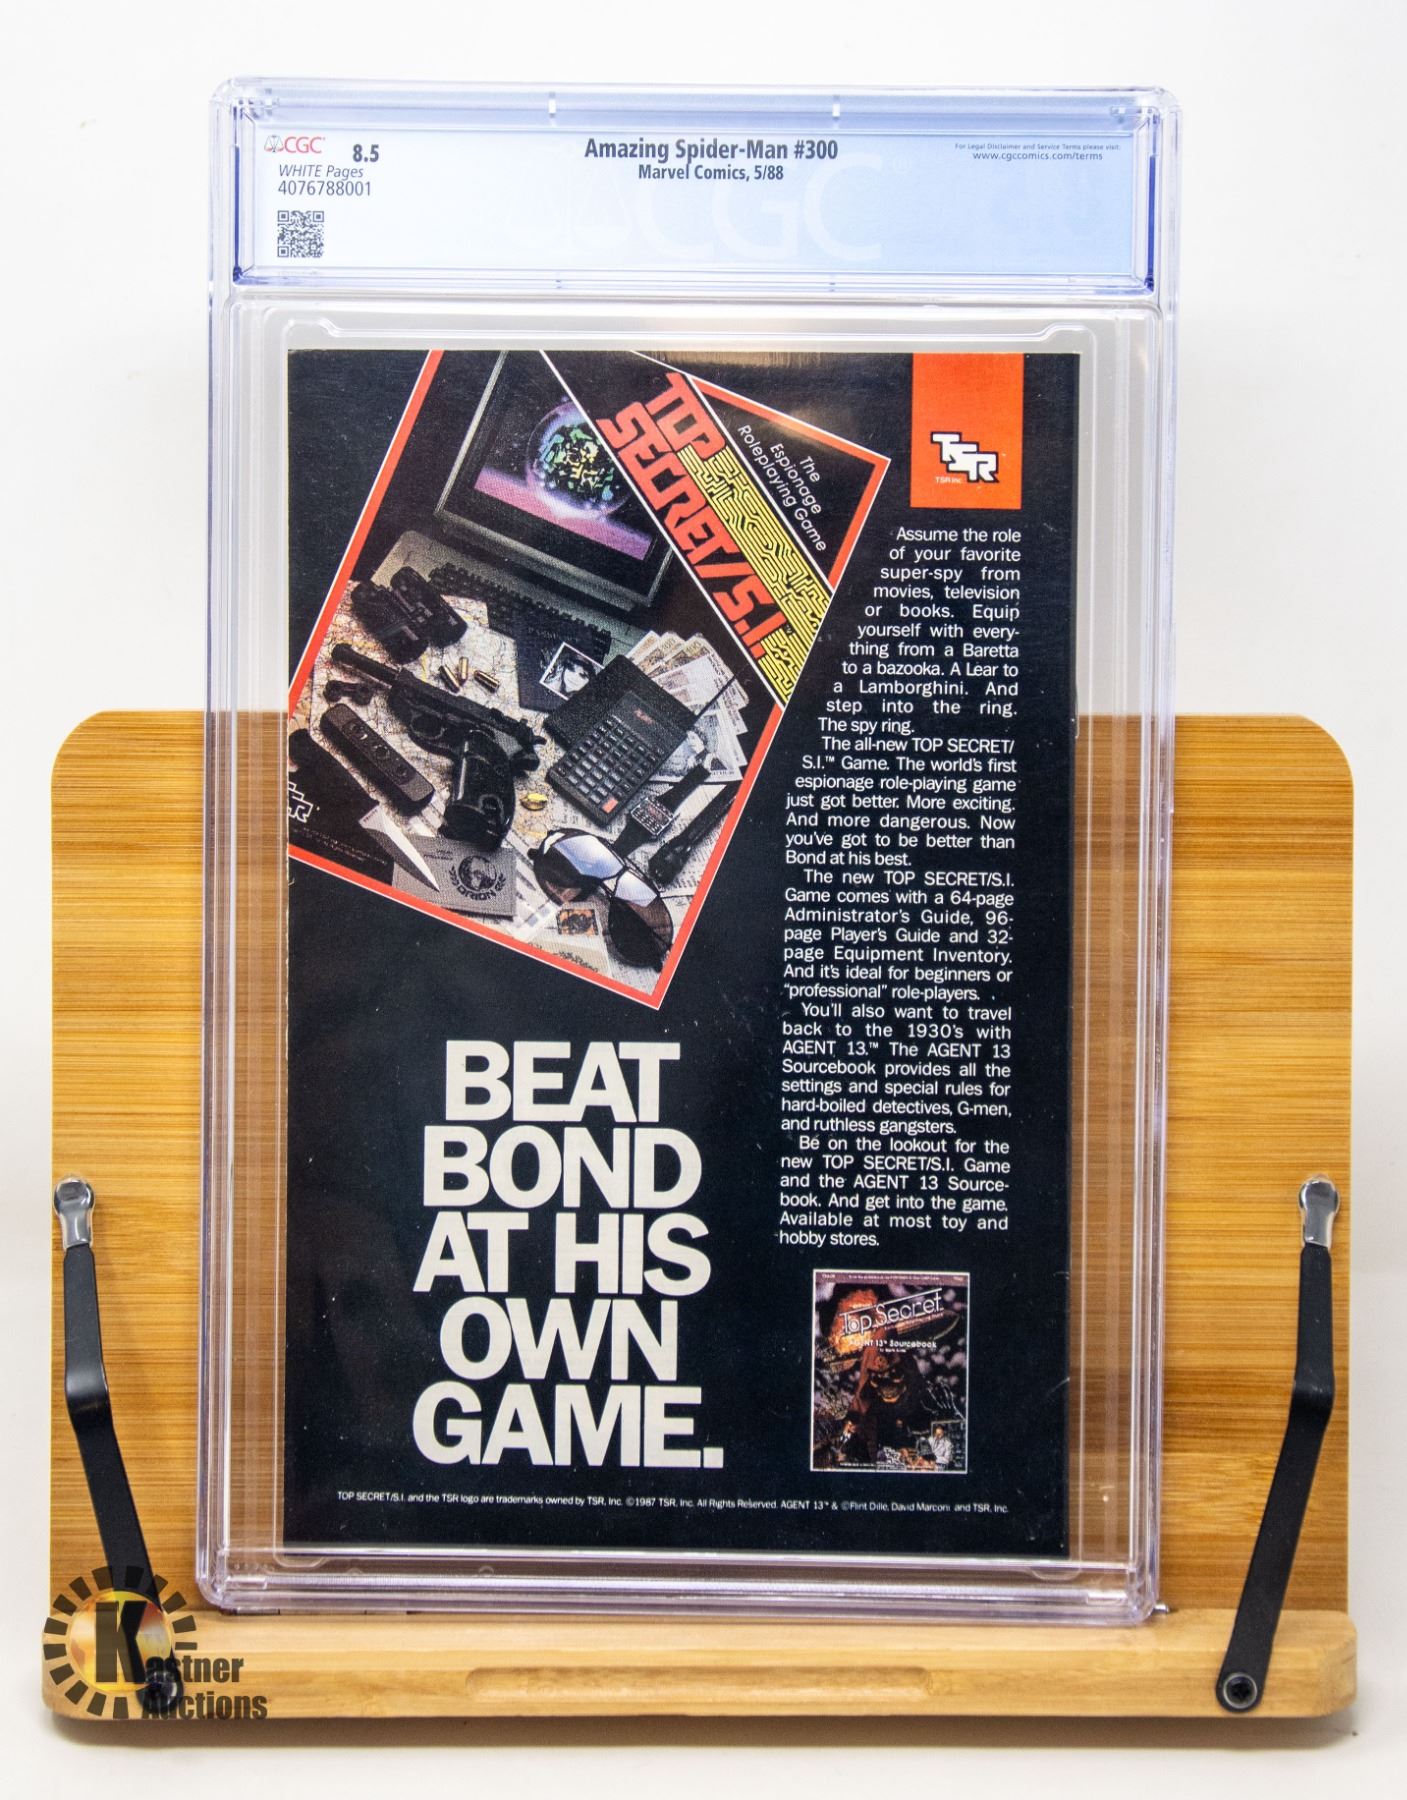 CGC
8.5
WHITE Pages
4076788001
Amazing Spider-Man #300
Marvel Comics, 5/88
For Legal Disclaimer and Service Terms please visit:
www.cgccomics.com/terms
CGC
TOP
SECRET/S.I.™
The
Espionage
Roleplaying Game
TSR
TSR Inc.
Assume the role
of your favorite
super-spy from
movies, television
or books. Equip
yourself with every-
thing from a Baretta
to a bazooka. A Lear to
a Lamborghini. And
step into the ring.
The spy ring.
The all-new TOP SECRET/
S.I.™ Game. The world's first
espionage role-playing game
just got better. More exciting.
And more dangerous. Now
you've got to be better than
Bond at his best.
The new TOP SECRET/S.I.
Game comes with a 64-page
Administrator's Guide, 96-
page Player's Guide and 32-
page Equipment Inventory.
And it's ideal for beginners or
"professional" role-players.
You'll also want to travel
back to the 1930's with
AGENT 13.™ The AGENT 13
Sourcebook provides all the
settings and special rules for
hard-boiled detectives, G-men,
and ruthless gangsters.
Be on the lookout for the
new TOP SECRET/S.I. Game
and the AGENT 13 Source-
book. And get into the game.
Available at most toy and
hobby stores.
ORION
BEAT
BOND
AT HIS
OWN
GAME.
Top Secret
AGENT 13™ Sourcebook
TOP SECRET/S.I. and the TSR logo are trademarks owned by TSR, Inc. ©1987 TSR, Inc. All Rights Reserved. AGENT 13™ & ©Flint Dille, David Marconi and TSR, Inc.
Kastner
Auctions